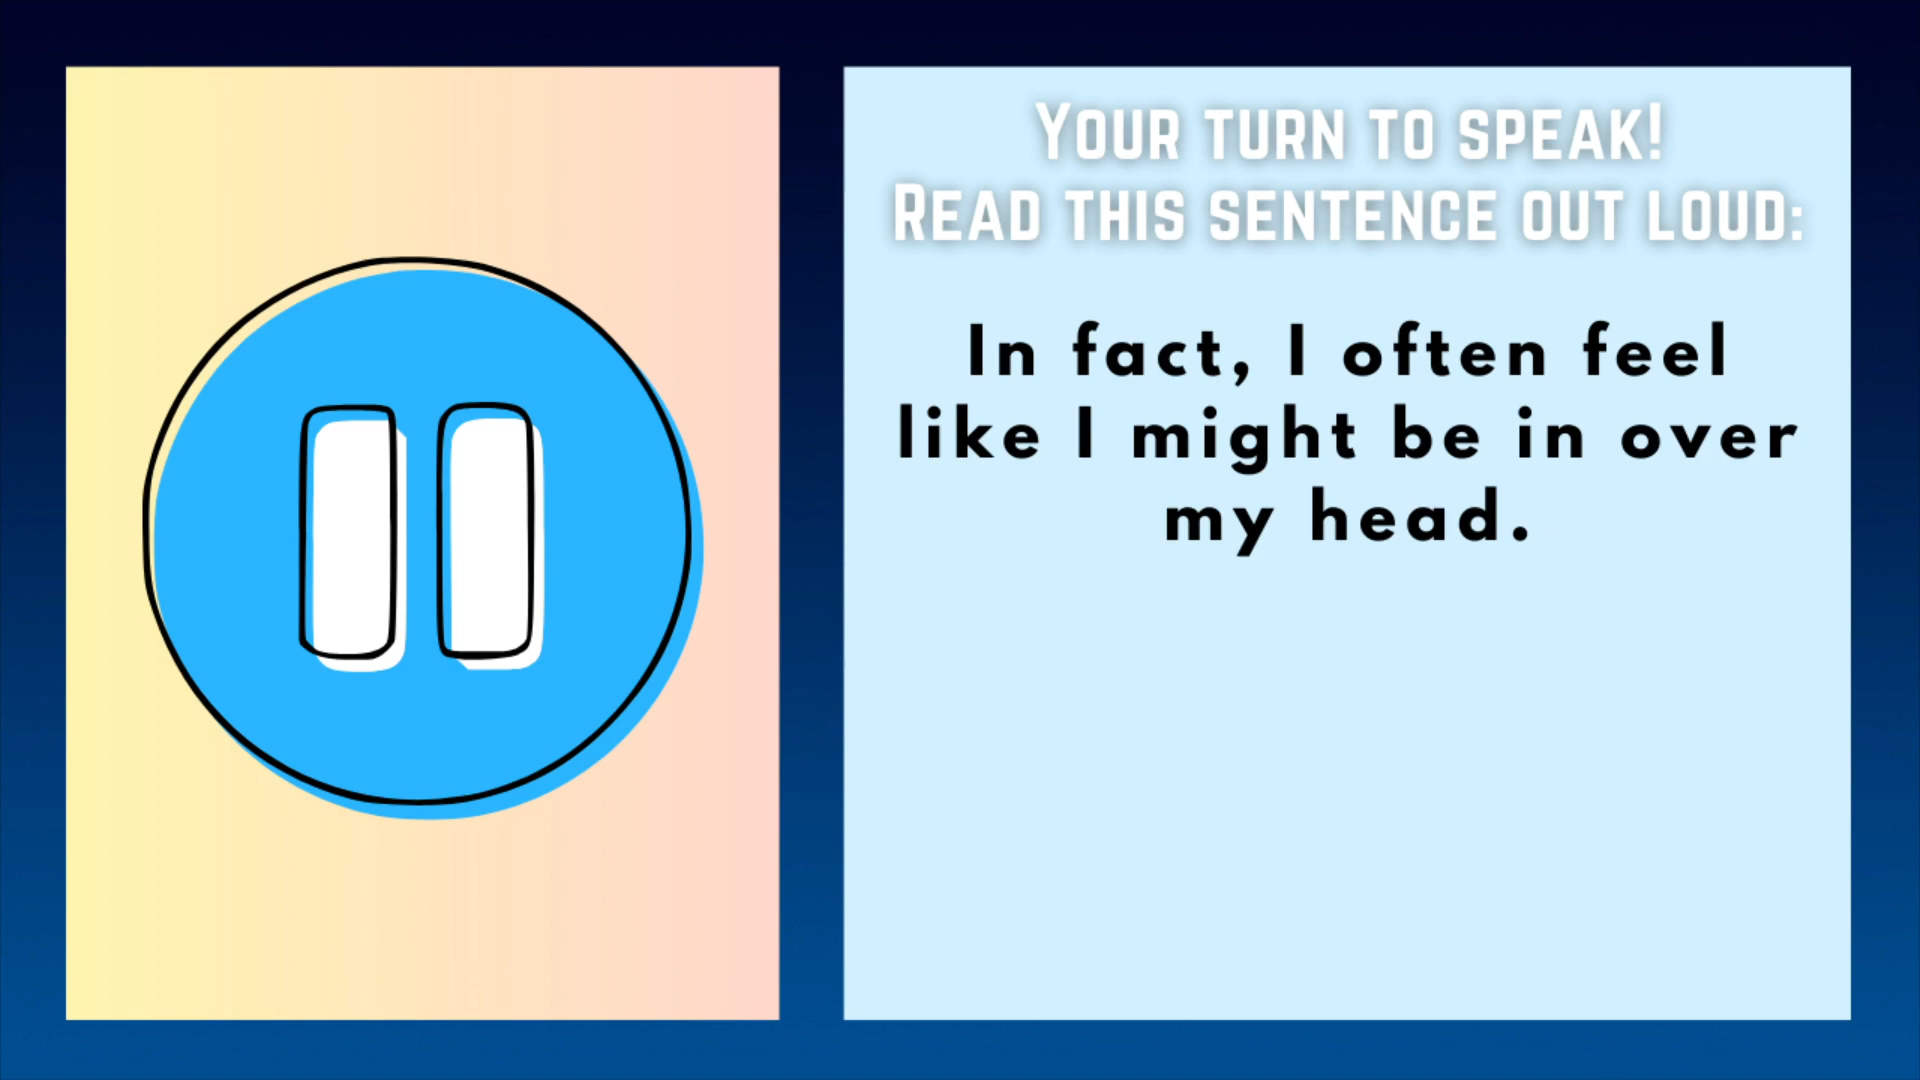 Your turn to speak!
Read this sentence out loud:
In fact, I often feel
like I might be in over
my head.